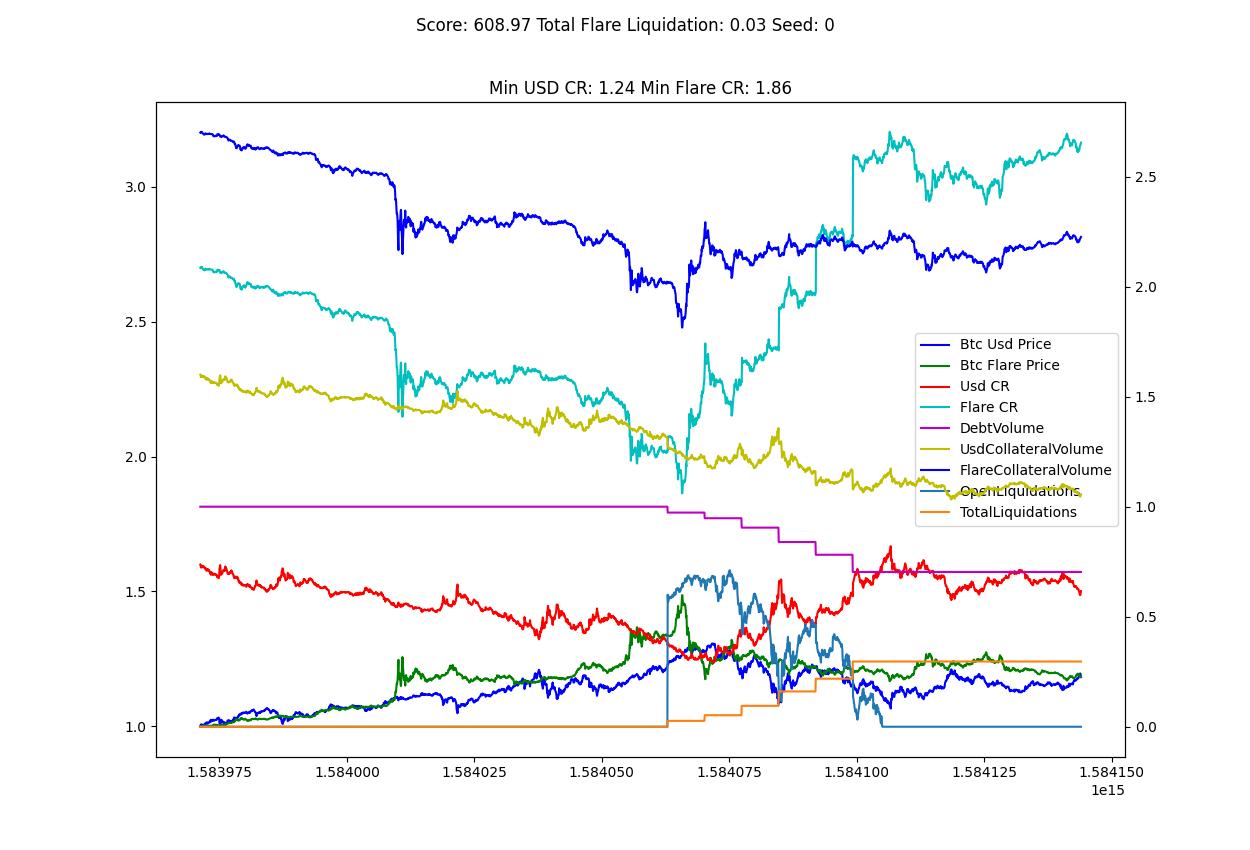 Score: 608.97 Total Flare Liquidation: 0.03 Seed: 0
Min USD CR: 1.24 Min Flare CR: 1.86
3.0
2.5
2.0
1.5
1.0
2.5
2.0
1.5
1.0
0.5
0.0
Btc Usd Price
Btc Flare Price
Usd CR
Flare CR
DebtVolume
UsdCollateralVolume
FlareCollateralVolume
OpenLiquidations
TotalLiquidations
1.583975 1.584000 1.584025 1.584050 1.584075 1.584100 1.584125 1.584150
1e15